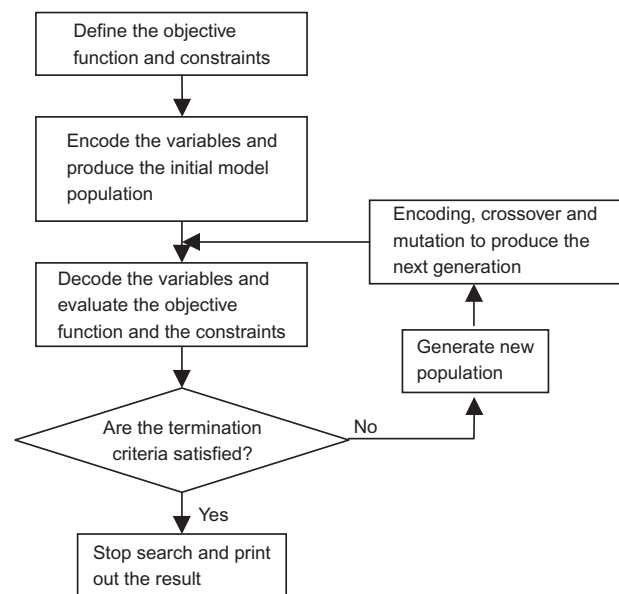 Define the objective
function and constraints
Encode the variables and
produce the initial model
population
Encoding, crossover and
mutation to produce the
next generation
Decode the variables and
evaluate the objective
function and the constraints
Generate new
population
Are the termination
criteria satisfied?
No
Yes
Stop search and print
out the result